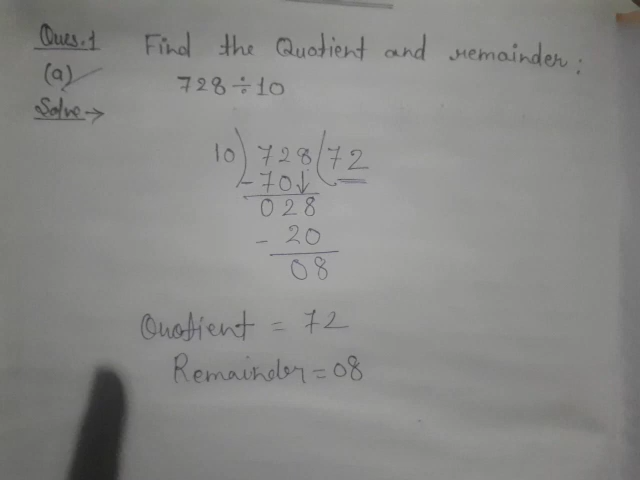 Ques.1 Find the Quotient and remainder:
(a) 728÷10
Solve→
10)728(72
-70↓
028
- 20
08
Quotient = 72
Remainder = 08